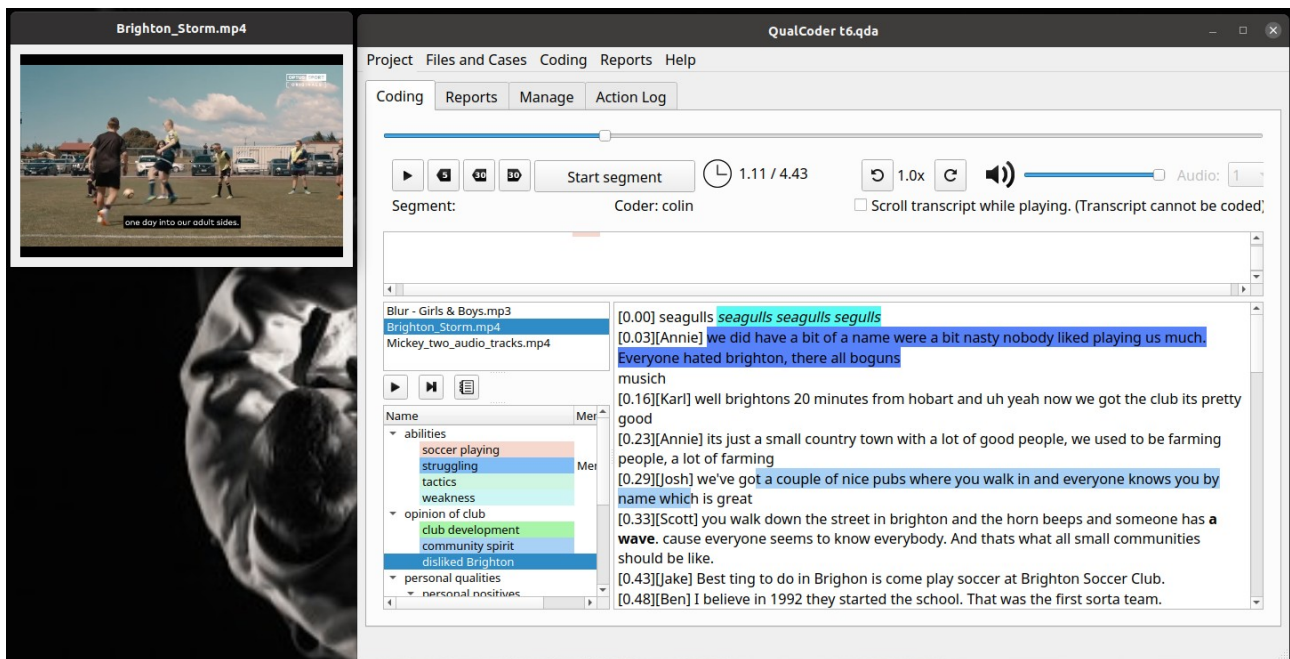 Brighton_Storm.mp4
one day into our adult sides.
QualCoder t6.qda
Project Files and Cases Coding Reports Help
Coding Reports Manage Action Log
5 30 30 Start segment 1.11 / 4.43 1.0x Audio: 1
Segment: Coder: colin Scroll transcript while playing. (Transcript cannot be coded)
Blur - Girls & Boys.mp3
Brighton_Storm.mp4
Mickey_two_audio_tracks.mp4
Name Mer
abilities
soccer playing
struggling Mer
tactics
weakness
opinion of club
club development
community spirit
disliked Brighton
personal qualities
personal positives
[0.00] seagulls seagulls seagulls segulls
[0.03][Annie] we did have a bit of a name were a bit nasty nobody liked playing us much.
Everyone hated brighton, there all boguns
musich
[0.16][Karl] well brightons 20 minutes from hobart and uh yeah now we got the club its pretty
good
[0.23][Annie] its just a small country town with a lot of good people, we used to be farming
people, a lot of farming
[0.29][Josh] we've got a couple of nice pubs where you walk in and everyone knows you by
name which is great
[0.33][Scott] you walk down the street in brighton and the horn beeps and someone has a
wave. cause everyone seems to know everybody. And thats what all small communities
should be like.
[0.43][Jake] Best ting to do in Brighon is come play soccer at Brighton Soccer Club.
[0.48][Ben] I believe in 1992 they started the school. That was the first sorta team.